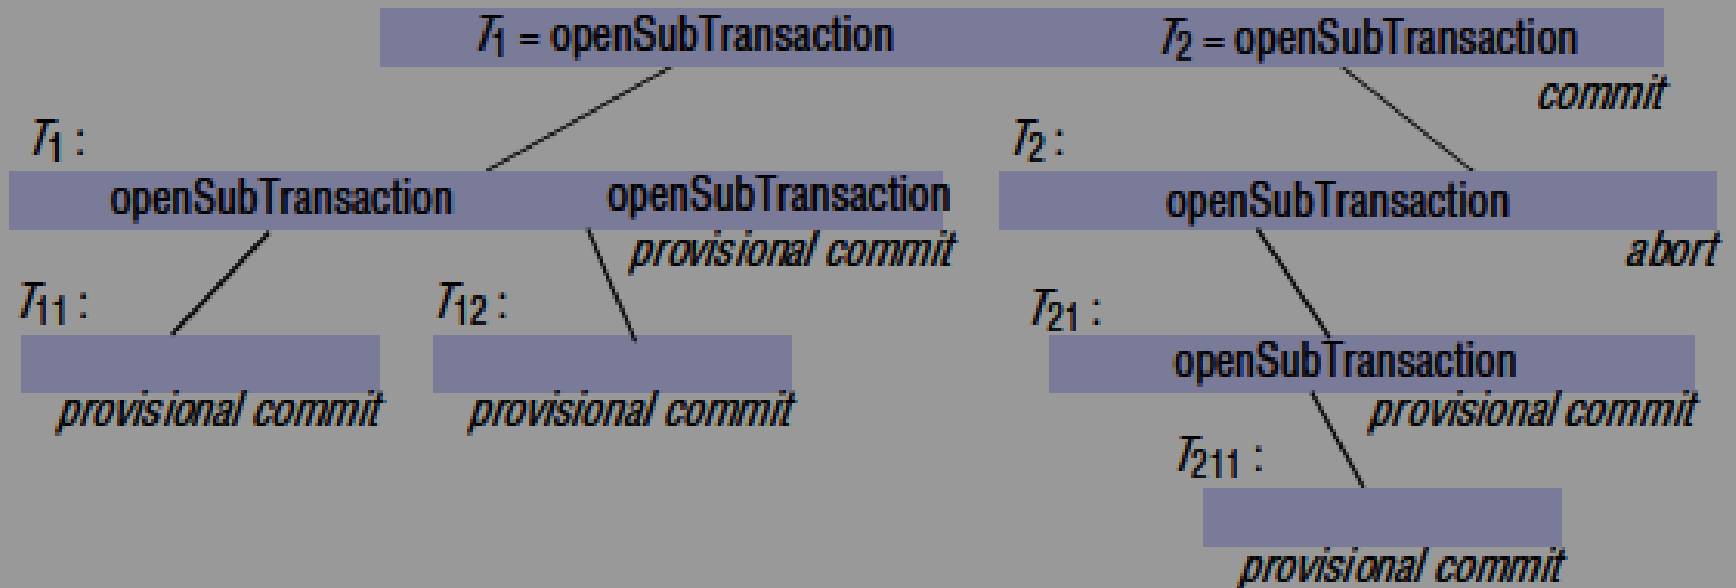 T1 = openSubTransaction T2 = openSubTransaction
commit
T1 : T2 :
openSubTransaction openSubTransaction openSubTransaction
provisional commit abort
T11 : T12 : T21 :
openSubTransaction
provisional commit provisional commit provisional commit
T211 :
provisional commit